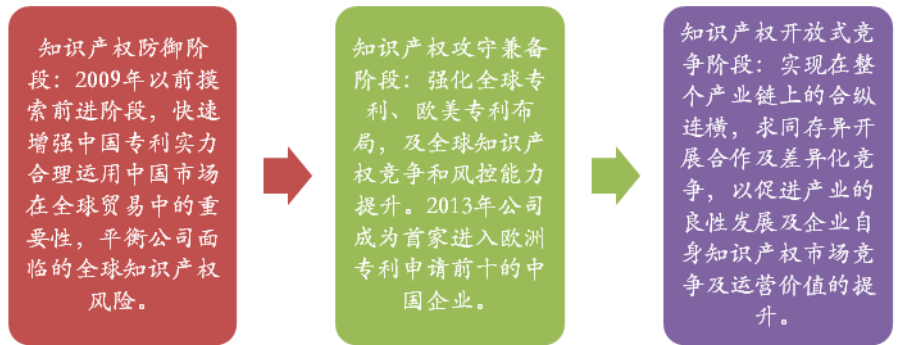 知识产权防御阶
段：2009年以前摸
索前进阶段，快速
增强中国专利实力
合理运用中国市场
在全球贸易中的重
要性，平衡公司面
临的全球知识产权
风险。
知识产权攻守兼备
阶段：强化全球专
利、欧美专利布
局，及全球知识产
权竞争和风控能力
提升。2013年公司
成为首家进入欧洲
专利申请前十的中
国企业。
知识产权开放式竞
争阶段：实现在整
个产业链上的合纵
连横，求同存异开
展合作及差异化竞
争，以促进产业的
良性发展及企业自
身知识产权市场竞
争及运营价值的提
升。